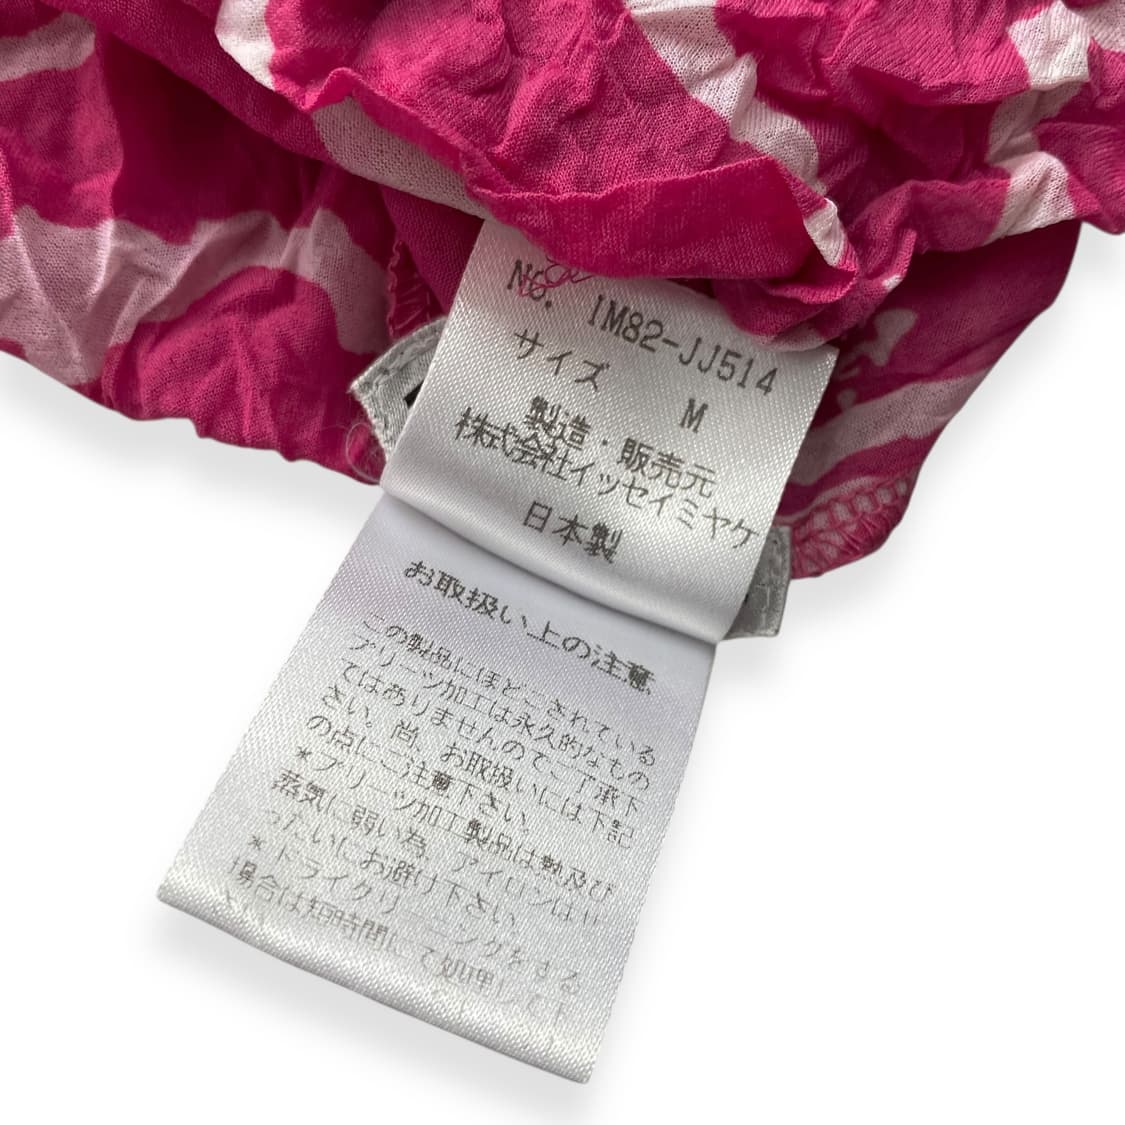 No. IM82-JJ514
サイズ M
製造・販売元
株式会社イッセイミヤケ
日本製
お取扱い上の注意
この製品にほどこされている
プリーツ加工は永久的なもの
ではありませんのでご了承下
さい。尚、お取扱いには下記
の点にご注意下さい。
*プリーツ加工製品は熱及び
蒸気に弱い為、アイロンはぜ
ったいにお避け下さい
*ドライクリーニングをする
場合は短時間にて処理して下